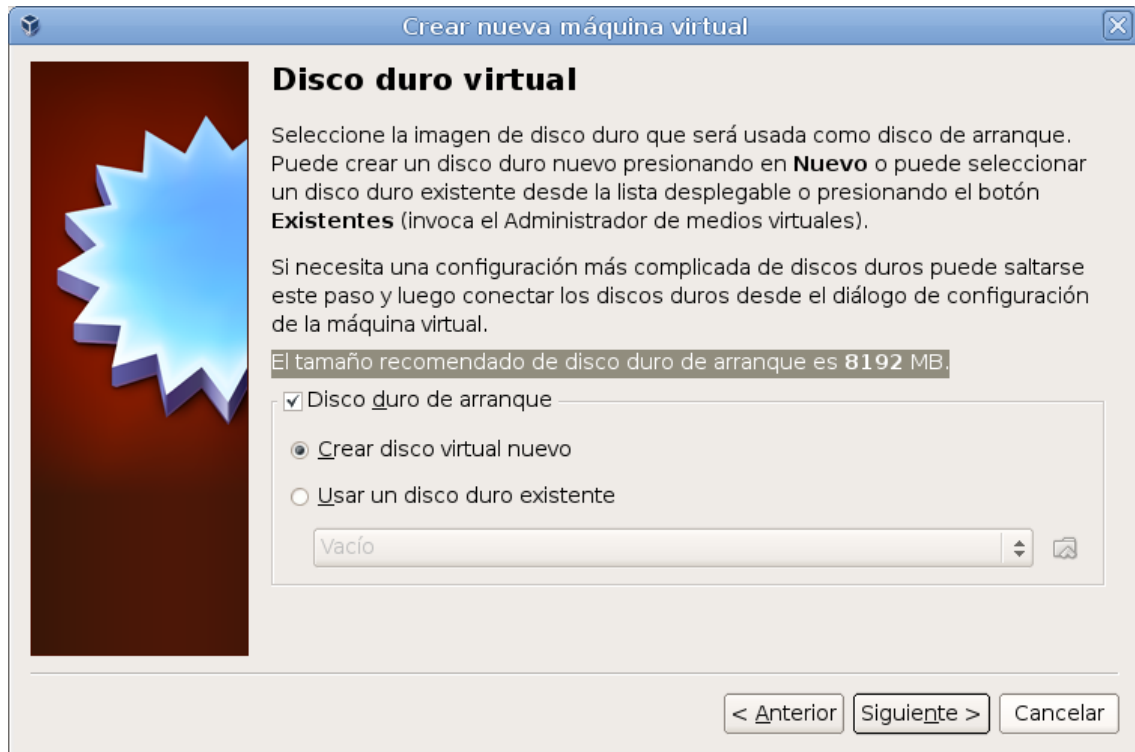 Crear nueva máquina virtual
Disco duro virtual
Seleccione la imagen de disco duro que será usada como disco de arranque.
Puede crear un disco duro nuevo presionando en Nuevo o puede seleccionar
un disco duro existente desde la lista desplegable o presionando el botón
Existentes (invoca el Administrador de medios virtuales).
Si necesita una configuración más complicada de discos duros puede saltarse
este paso y luego conectar los discos duros desde el diálogo de configuración
de la máquina virtual.
El tamaño recomendado de disco duro de arranque es 8192 MB.
Disco duro de arranque
Crear disco virtual nuevo
Usar un disco duro existente
Vacío
< Anterior Siguiente > Cancelar